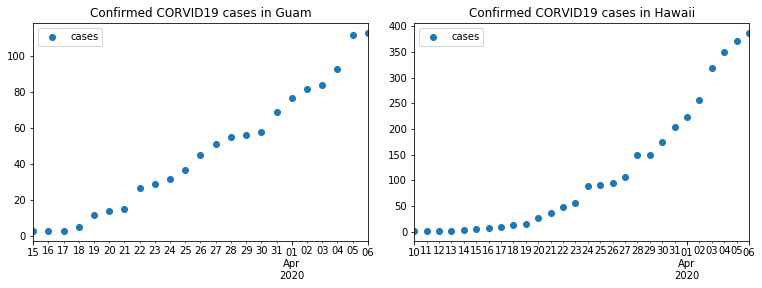 Confirmed CORVID19 cases in Guam
cases
100
80
60
40
20
0
15 16 17 18 19 20 21 22 23 24 25 26 27 28 29 30 31 01 02 03 04 05 06
Apr
2020
Confirmed CORVID19 cases in Hawaii
cases
400
350
300
250
200
150
100
50
0
10 11 12 13 14 15 16 17 18 19 20 21 22 23 24 25 26 27 28 29 30 31 01 02 03 04 05 06
Apr
2020